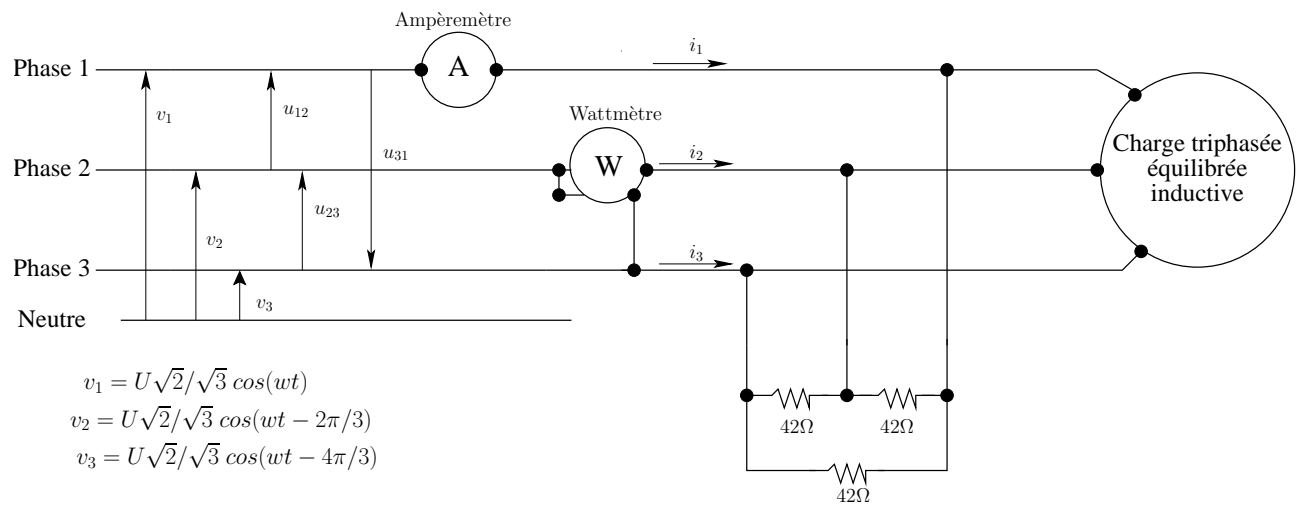 Ampèremètre
Phase 1
A
i₁
v₁
u₁₂
Wattmètre
u₃₁
Phase 2
W
i₂
Charge triphasée
équilibrée
inductive
u₂₃
v₂
Phase 3
i₃
v₃
Neutre
v₁ = U√2/√3 cos(wt)
v₂ = U√2/√3 cos(wt − 2π/3)
v₃ = U√2/√3 cos(wt − 4π/3)
42Ω
42Ω
42Ω